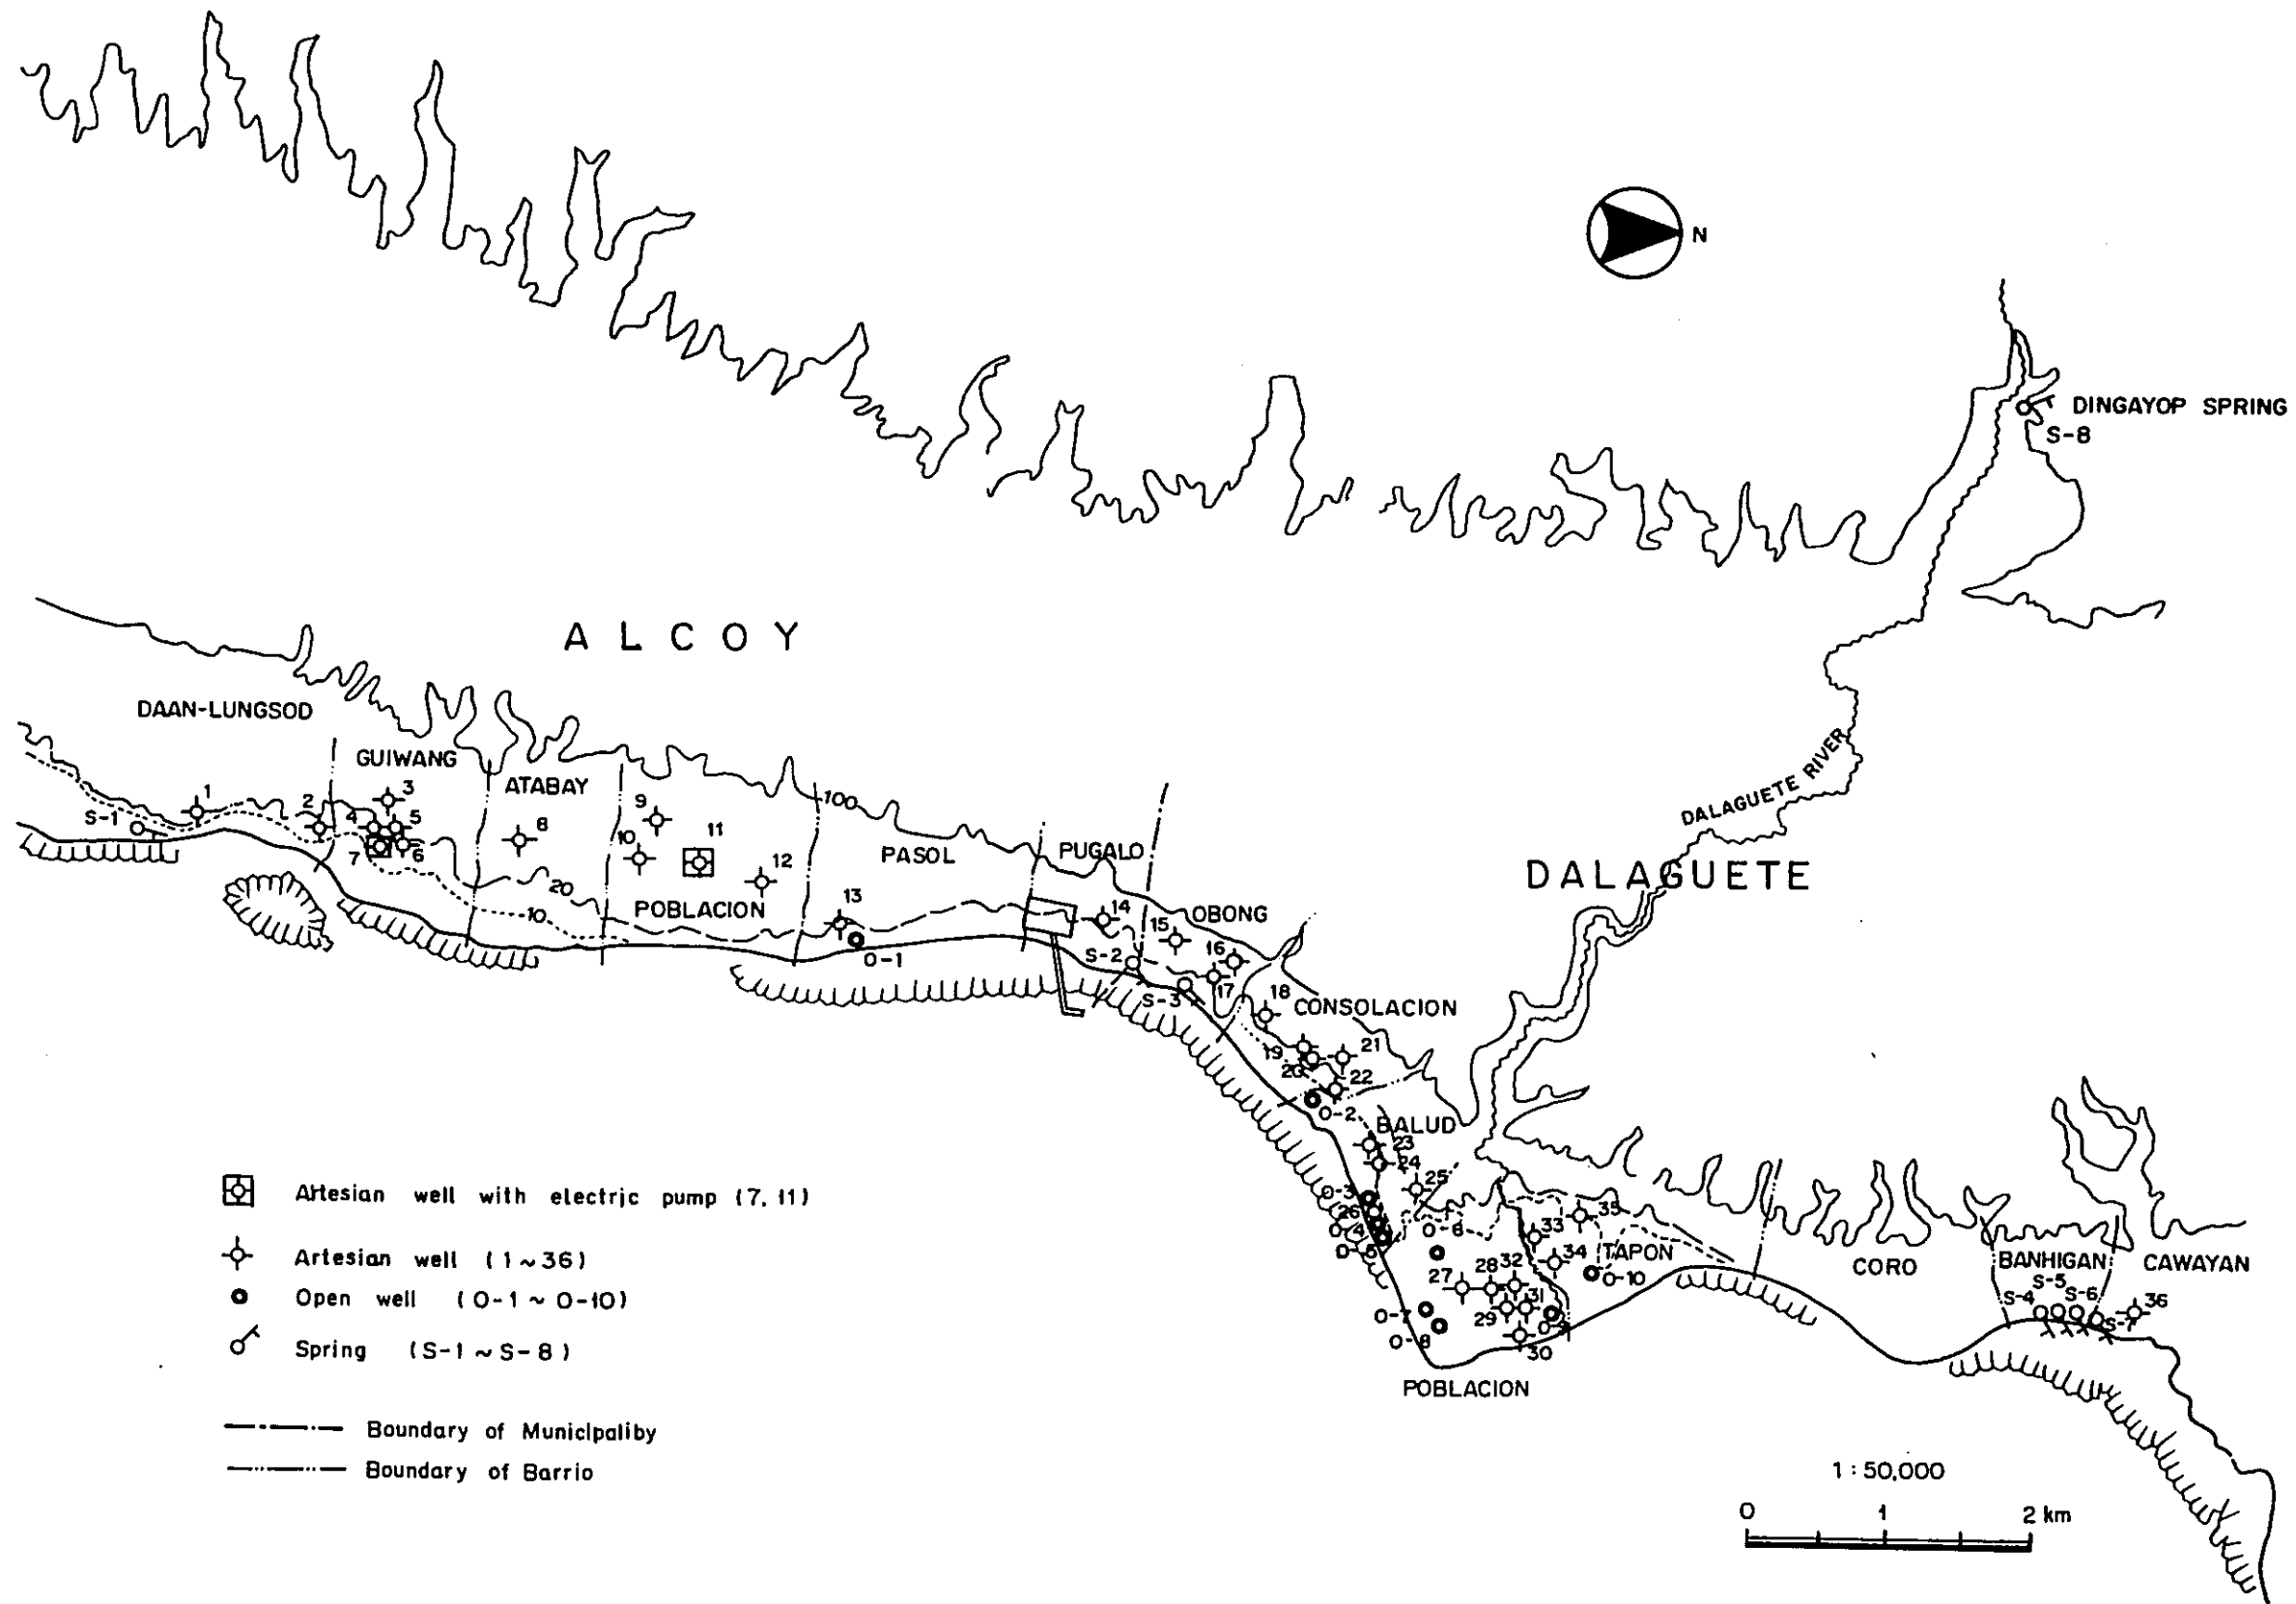 N
DINGAYOP SPRING
S-8
ALCOY
DAAN-LUNGSOD
GUIWANG
ATABAY
100
PASOL
PUGALO
OBONG
DALAGUETE RIVER
DALAGUETE
S-1
1
2
3
4
5
6
7
8
9
10
11
12
20
10
POBLACION
13
O-1
14
15
S-2
S-3
16
17
18
CONSOLACION
19
20
21
22
O-2
BALUD
23
24
25
O-3
26
O-4
O-5
O-6
33
35
34
TAPON
O-10
27
28
32
29
31
O-7
O-8
O-9
30
POBLACION
CORO
BANHIGAN
CAWAYAN
S-4
S-5
S-6
S-7
36
Artesian well with electric pump (7, 11)
Artesian well (1~36)
Open well (O-1~O-10)
Spring (S-1~S-8)
Boundary of Municipaliby
Boundary of Barrio
1:50,000
0 1 2 km